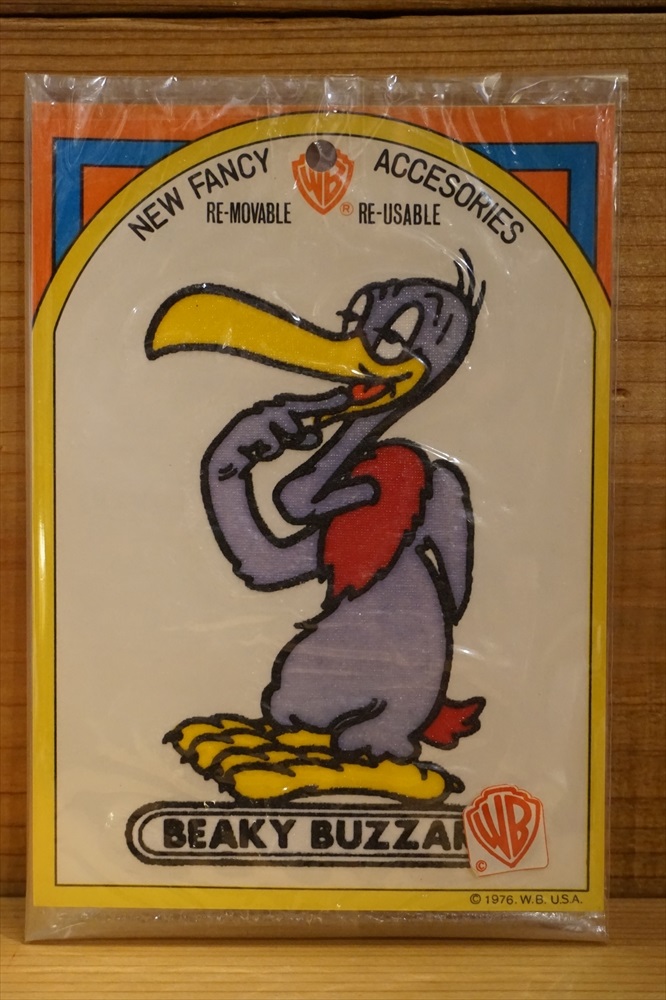 NEW FANCY ACCESORIES
WB ®
RE-MOVABLE RE-USABLE
BEAKY BUZZAR
WB
©
© 1976. W.B. U.S.A.